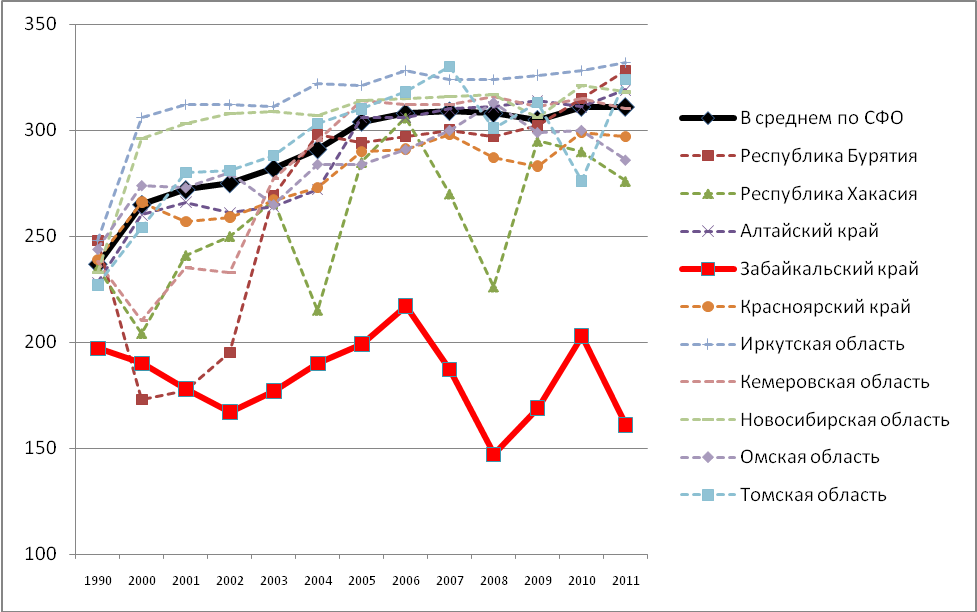 350
300
250
200
150
100
1990 2000 2001 2002 2003 2004 2005 2006 2007 2008 2009 2010 2011
В среднем по СФО
Республика Бурятия
Республика Хакасия
Алтайский край
Забайкальский край
Красноярский край
Иркутская область
Кемеровская область
Новосибирская область
Омская область
Томская область